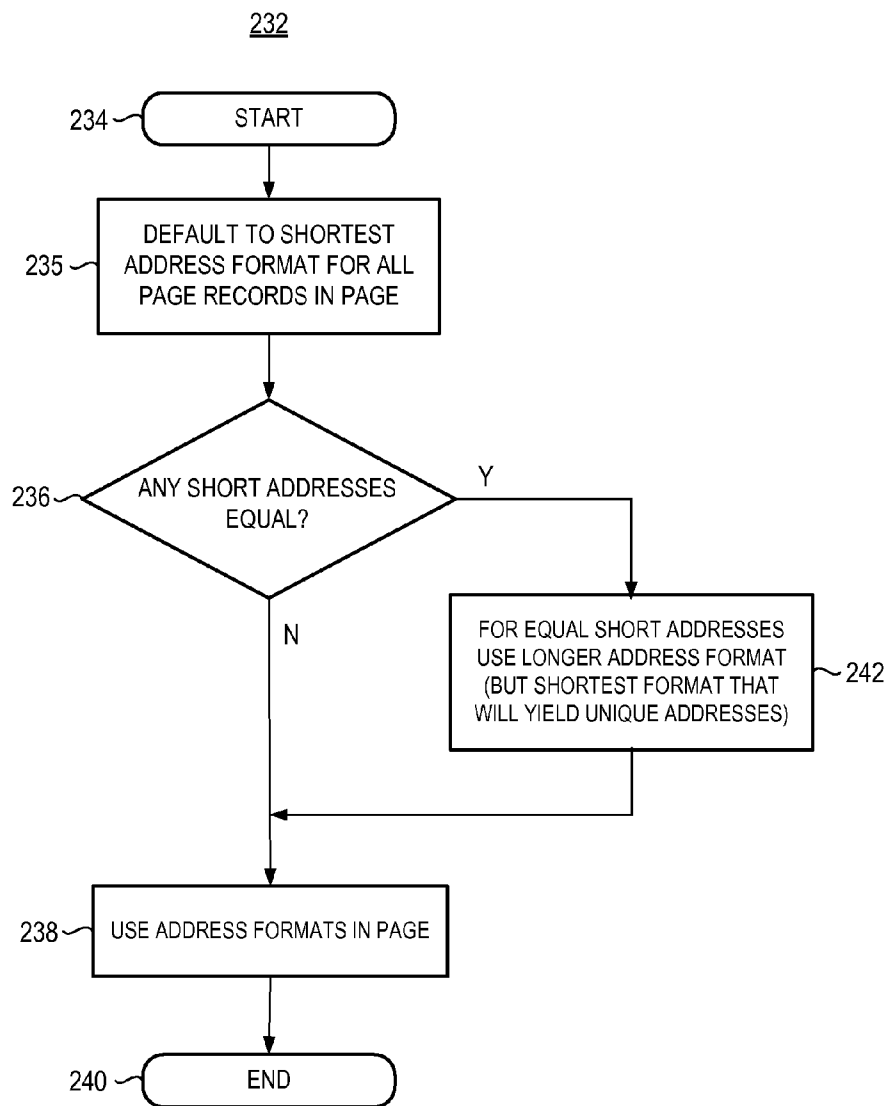 232
234
START
235
DEFAULT TO SHORTEST
ADDRESS FORMAT FOR ALL
PAGE RECORDS IN PAGE
236
ANY SHORT ADDRESSES
EQUAL?
Y
N
FOR EQUAL SHORT ADDRESSES
USE LONGER ADDRESS FORMAT
(BUT SHORTEST FORMAT THAT
WILL YIELD UNIQUE ADDRESSES)
242
238
USE ADDRESS FORMATS IN PAGE
240
END